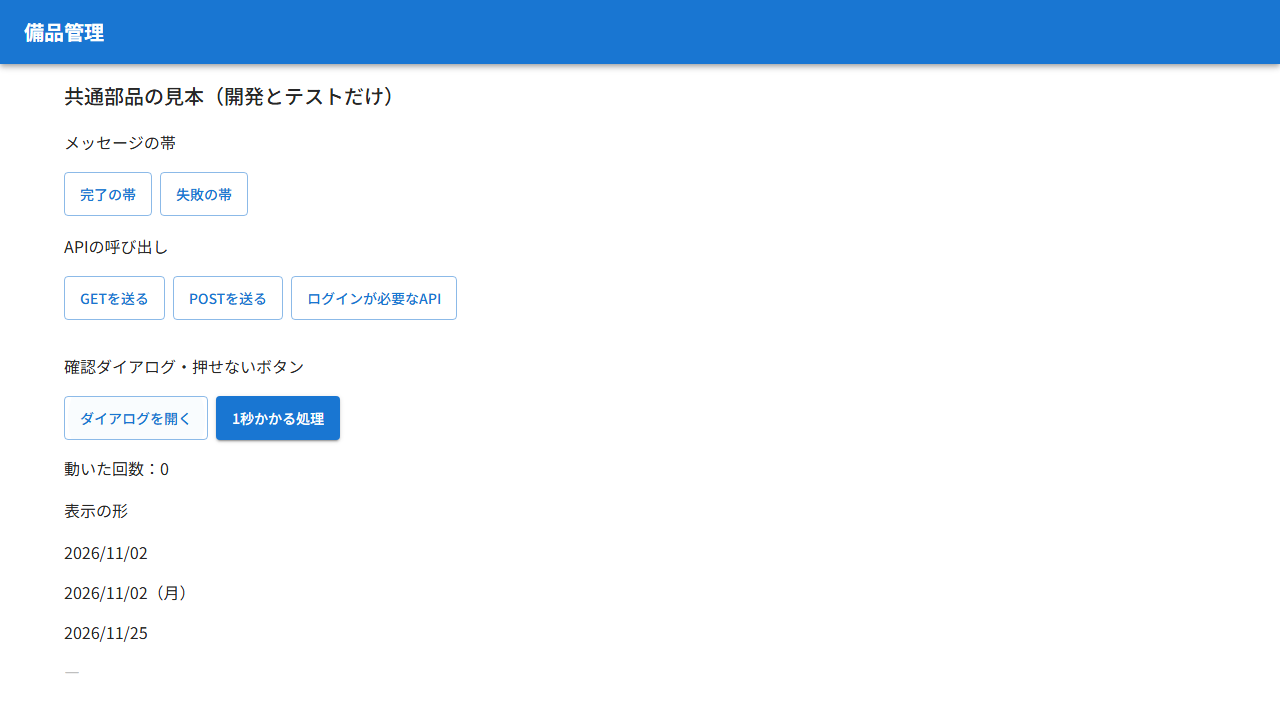 備品管理
共通部品の見本（開発とテストだけ）
メッセージの帯
完了の帯 失敗の帯
APIの呼び出し
GETを送る POSTを送る ログインが必要なAPI
確認ダイアログ・押せないボタン
ダイアログを開く 1秒かかる処理
動いた回数：0
表示の形
2026/11/02
2026/11/02（月）
2026/11/25
—